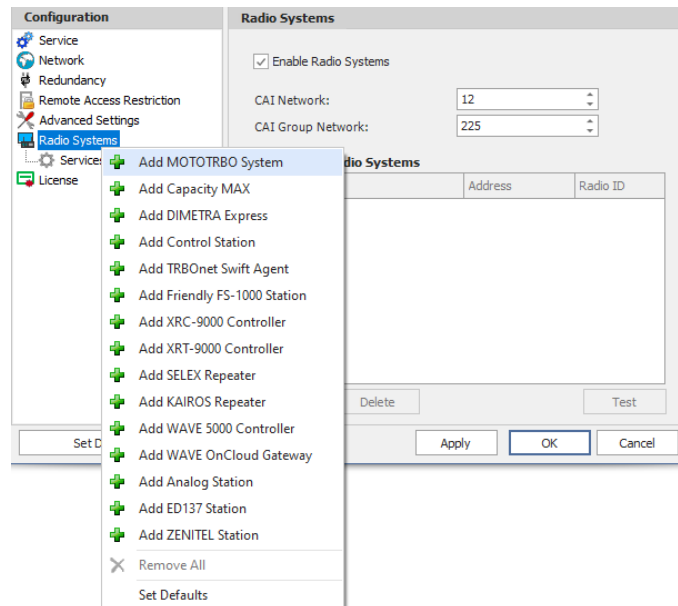 Configuration
Service
Network
Redundancy
Remote Access Restriction
Advanced Settings
Radio Systems
Services
License
Radio Systems
Enable Radio Systems
CAI Network:
12
CAI Group Network:
225
dio Systems
Address
Radio ID
Add MOTOTRBO System
Add Capacity MAX
Add DIMETRA Express
Add Control Station
Add TRBOnet Swift Agent
Add Friendly FS-1000 Station
Add XRC-9000 Controller
Add XRT-9000 Controller
Add SELEX Repeater
Add KAIROS Repeater
Add WAVE 5000 Controller
Add WAVE OnCloud Gateway
Add Analog Station
Add ED137 Station
Add ZENITEL Station
Remove All
Set Defaults
Delete
Test
Set D
Apply
OK
Cancel